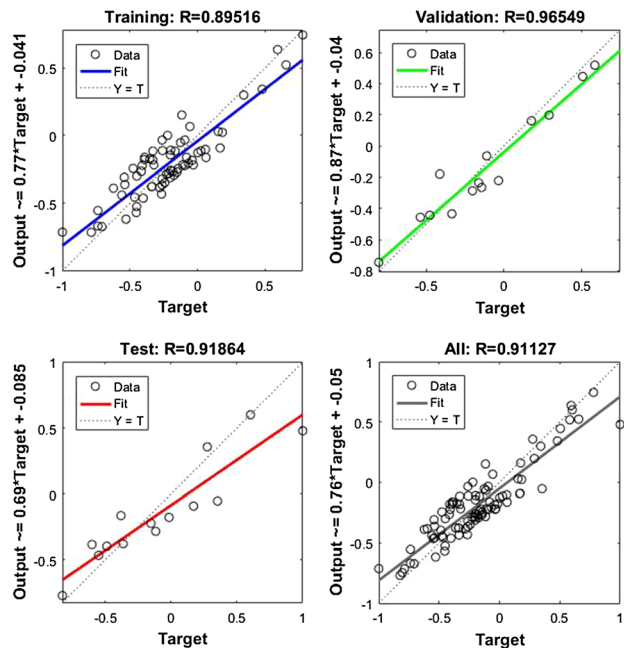 Training: R=0.89516
Output ~= 0.77*Target + -0.041
Data
Fit
Y = T
0.5
0
-0.5
-1
-1 -0.5 0 0.5
Target
Validation: R=0.96549
Output ~= 0.87*Target + -0.04
Data
Fit
Y = T
0.6
0.4
0.2
0
-0.2
-0.4
-0.6
-0.8
-0.5 0 0.5
Target
Test: R=0.91864
Output ~= 0.69*Target + -0.085
Data
Fit
Y = T
1
0.5
0
-0.5
-0.5 0 0.5 1
Target
All: R=0.91127
Output ~= 0.76*Target + -0.05
Data
Fit
Y = T
1
0.5
0
-0.5
-1
-1 -0.5 0 0.5 1
Target